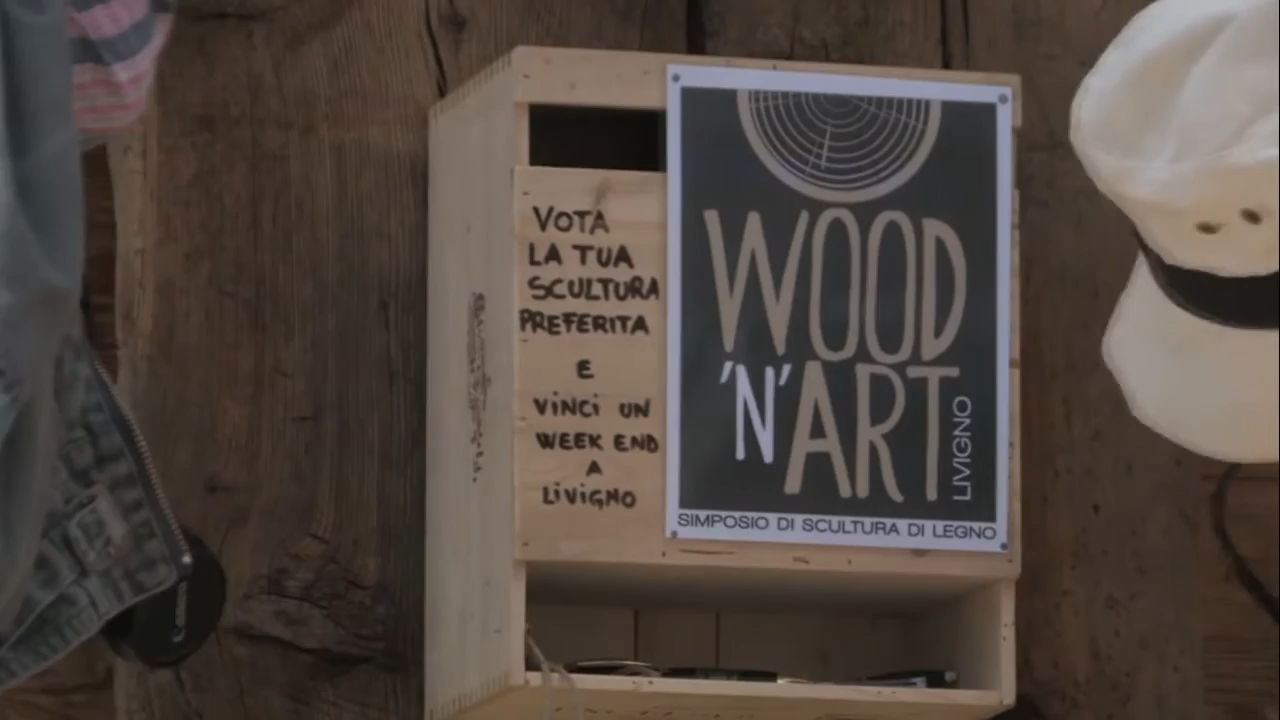 VOTA
LA TUA
SCULTURA
PREFERITA
E
VINCI UN
WEEK END
A
LIVIGNO
WOOD
'N'ART
LIVIGNO
SIMPOSIO DI SCULTURA DI LEGNO